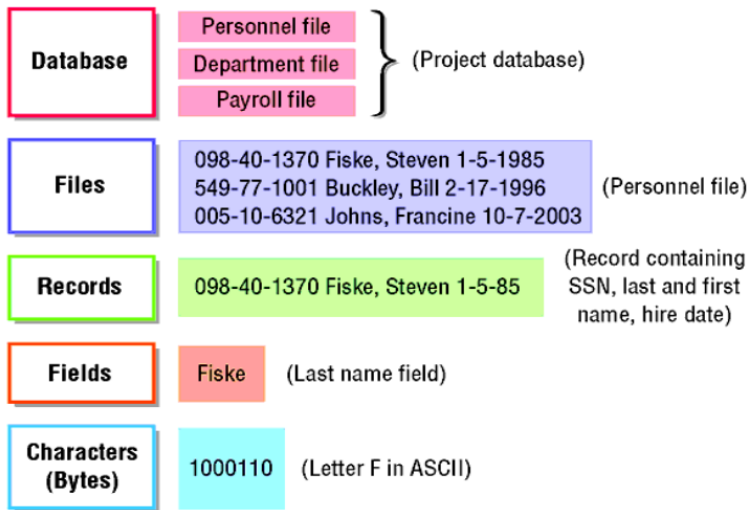 Database
Personnel file
Department file
Payroll file
(Project database)
Files
098-40-1370 Fiske, Steven 1-5-1985
549-77-1001 Buckley, Bill 2-17-1996
005-10-6321 Johns, Francine 10-7-2003
(Personnel file)
Records
098-40-1370 Fiske, Steven 1-5-85
(Record containing
SSN, last and first
name, hire date)
Fields
Fiske
(Last name field)
Characters
(Bytes)
1000110
(Letter F in ASCII)